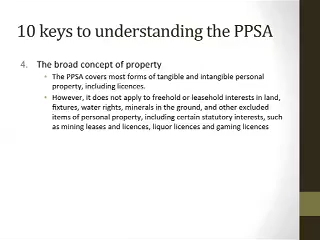 10 keys to understanding the PPSA
4. The broad concept of property
• The PPSA covers most forms of tangible and intangible personal
property, including licences.
• However, it does not apply to freehold or leasehold interests in land,
fixtures, water rights, minerals in the ground, and other excluded
items of personal property, including certain statutory interests, such
as mining leases and licences, liquor licences and gaming licences